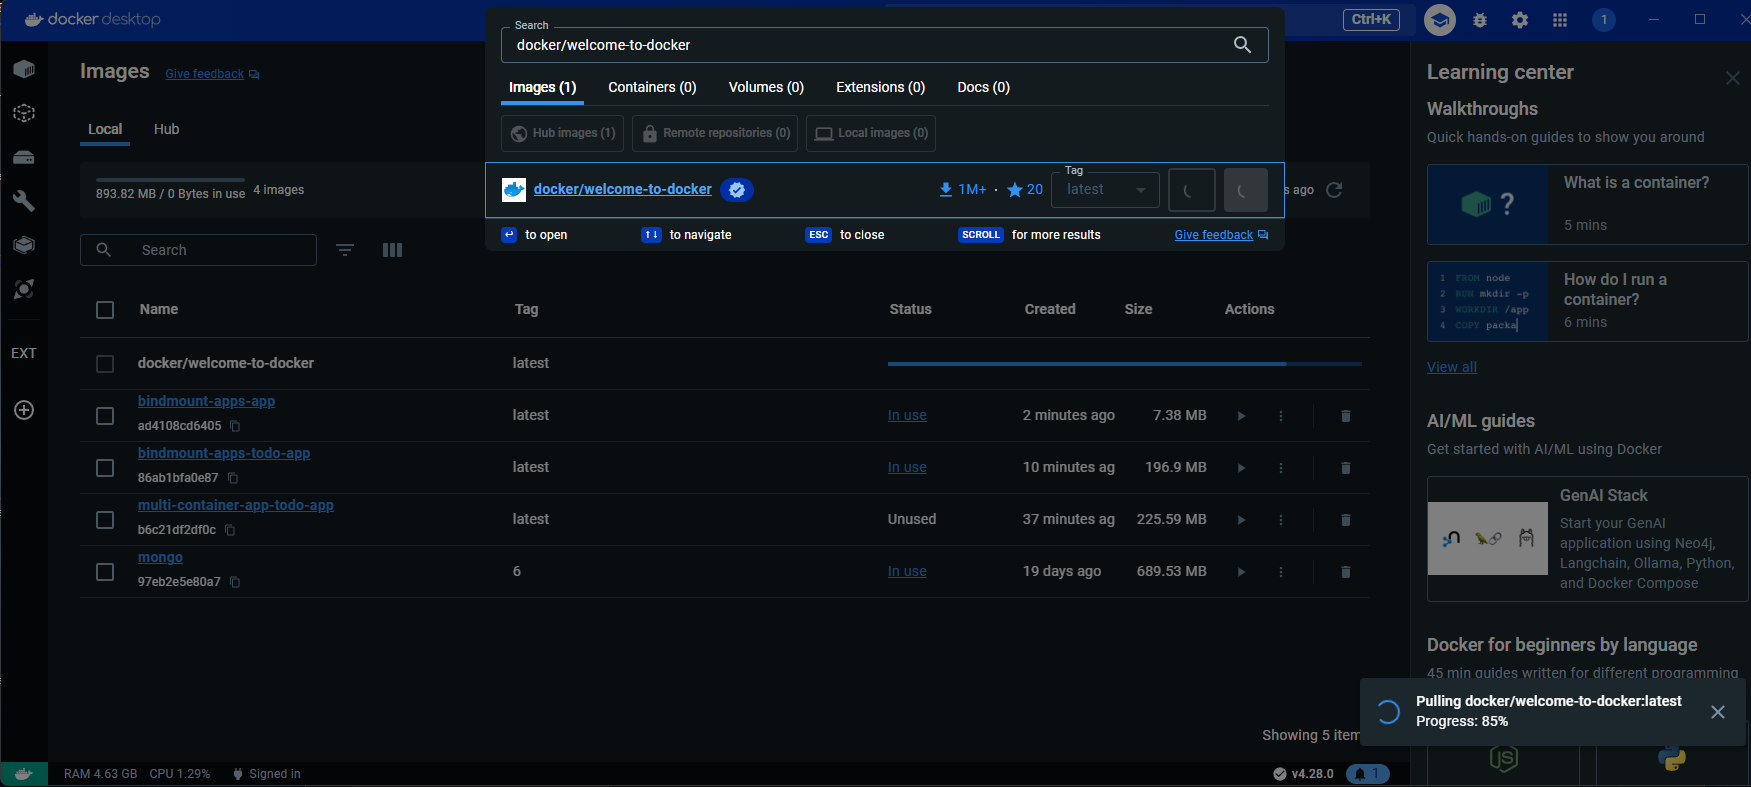 docker desktop
Ctrl+K
1
Search
docker/welcome-to-docker
Images (1)
Containers (0)
Volumes (0)
Extensions (0)
Docs (0)
Hub images (1)
Remote repositories (0)
Local images (0)
docker/welcome-to-docker
1M+ · 20
Tag
latest
to open
to navigate
ESC to close
SCROLL for more results
Give feedback
Images
Give feedback
Local
Hub
893.82 MB / 0 Bytes in use
4 images
s ago
Search
Name
Tag
Status
Created
Size
Actions
docker/welcome-to-docker
latest
bindmount-apps-app
ad4108cd6405
latest
In use
2 minutes ago
7.38 MB
bindmount-apps-todo-app
86ab1bfa0e87
latest
In use
10 minutes ag
196.9 MB
multi-container-app-todo-app
b6c21df2df0c
latest
Unused
37 minutes ag
225.59 MB
mongo
97eb2e5e80a7
6
In use
19 days ago
689.53 MB
Showing 5 item
EXT
Learning center
Walkthroughs
Quick hands-on guides to show you around
?
What is a container?
5 mins
1 FROM node
2 RUN mkdir -p
3 WORKDIR /app
4 COPY packa
How do I run a
container?
6 mins
View all
AI/ML guides
Get started with AI/ML using Docker
GenAI Stack
Start your GenAI
application using Neo4j,
Langchain, Ollama, Python,
and Docker Compose
Docker for beginners by language
45 min guides written for different programming
Pulling docker/welcome-to-docker:latest
Progress: 85%
JS
RAM 4.63 GB
CPU 1.29%
Signed in
v4.28.0
1